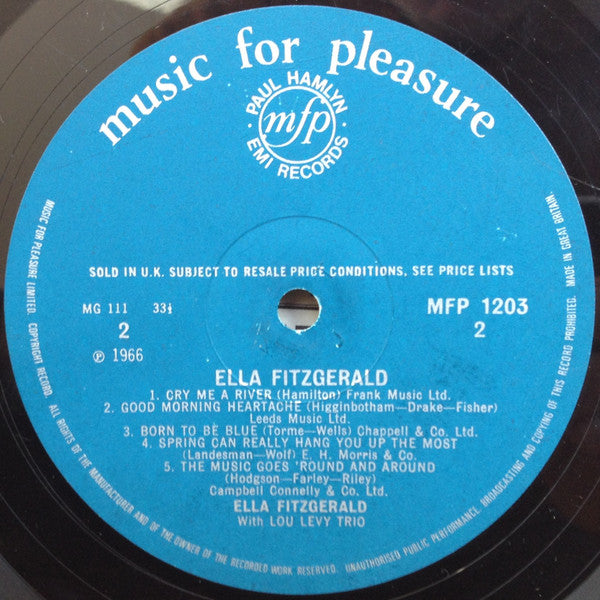 music for pleasure
PAUL HAMLYN
mfp
EMI RECORDS
SOLD IN U.K. SUBJECT TO RESALE PRICE CONDITIONS, SEE PRICE LISTS
MG 111 33⅓
MFP 1203
2
2
℗ 1966
ELLA FITZGERALD
1. CRY ME A RIVER (Hamilton) Frank Music Ltd.
2. GOOD MORNING HEARTACHE (Higginbotham—Drake—Fisher)
Leeds Music Ltd.
3. BORN TO BE BLUE (Torme—Wells) Chappell & Co. Ltd.
4. SPRING CAN REALLY HANG YOU UP THE MOST
(Landesman—Wolf) E. H. Morris & Co.
5. THE MUSIC GOES 'ROUND AND AROUND
(Hodgson—Farley—Riley)
Campbell Connelly & Co. Ltd.
ELLA FITZGERALD
With LOU LEVY TRIO
MUSIC FOR PLEASURE LIMITED. COPYRIGHT RECORD. ALL RIGHTS OF THE MANUFACTURER AND OF THE OWNER OF THE RECORDED WORK RESERVED. UNAUTHORISED PUBLIC PERFORMANCE, BROADCASTING AND COPYING OF THIS RECORD PROHIBITED. MADE IN GREAT BRITAIN.